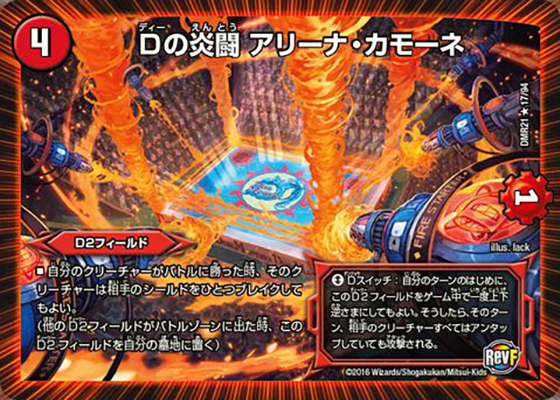 4
ディー えんとう
Dの炎闘 アリーナ・カモーネ
DMR21 ★ 17/94
1
FIRE START
illus. lack
D2フィールド
■自分のクリーチャーがバトルに勝った時、そのク
リーチャーは相手のシールドをひとつブレイクして
もよい。
(他のD2フィールドがバトルゾーンに出た時、この
D2フィールドを自分の墓地に置く)
Dスイッチ:自分のターンのはじめに、
このD2フィールドをゲーム中で一度上下
逆さまにしてもよい。そうしたら、そのター
ン、相手のクリーチャーすべてはアンタッ
プしていても攻撃される。
RevF
©2016 Wizards/Shogakukan/Mitsui-Kids